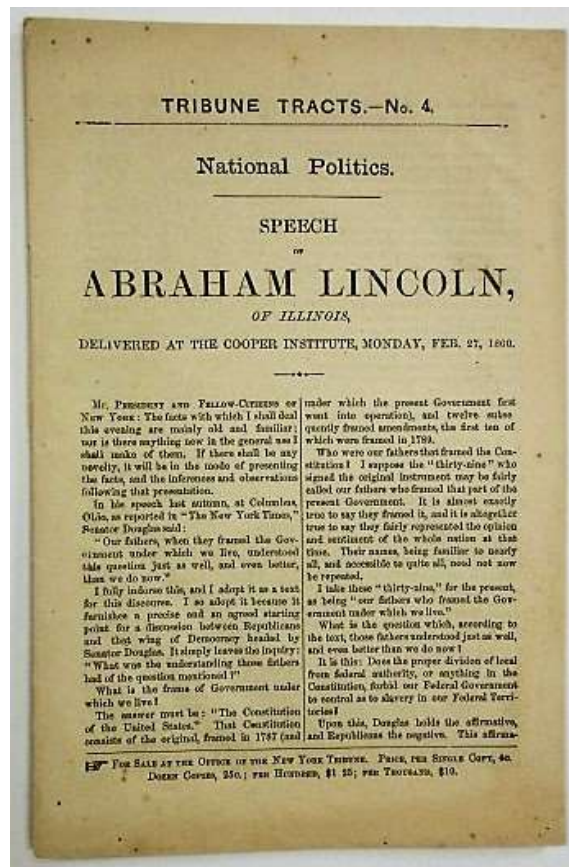 TRIBUNE TRACTS.—No. 4.
National Politics.
SPEECH
OF
ABRAHAM LINCOLN,
OF ILLINOIS,
DELIVERED AT THE COOPER INSTITUTE, MONDAY, FEB. 27, 1860.
MR. PRESIDENT AND FELLOW-CITIZENS OF
NEW YORK: The facts with which I shall deal
this evening are mainly old and familiar;
nor is there anything new in the general use I
shall make of them. If there shall be any
novelty, it will be in the mode of presenting
the facts, and the inferences and observations
following that presentation.
In his speech last autumn, at Columbus,
Ohio, as reported in "The New York Times,"
Senator Douglas said:
"Our fathers, when they framed the Gov-
ernment under which we live, understood
this question just as well, and even better,
than we do now."
I fully indorse this, and I adopt it as a text
for this discourse. I so adopt it because it
furnishes a precise and an agreed starting
point for a discussion between Republicans
and that wing of Democracy headed by
Senator Douglas. It simply leaves the inquiry:
"What was the understanding those fathers
had of the question mentioned?"
What is the frame of Government under
which we live?
The answer must be: "The Constitution
of the United States." That Constitution
consists of the original, framed in 1787 (and
under which the present Government first
went into operation), and twelve subse
quently framed amendments, the first ten of
which were framed in 1789.
Who were our fathers that framed the Con-
stitution? I suppose the "thirty-nine" who
signed the original instrument may be fairly
called our fathers who framed that part of the
present Government. It is almost exactly
true to say they framed it, and it is altogether
true to say they fairly represented the opinion
and sentiment of the whole nation at that
time. Their names, being familiar to nearly
all, and accessible to quite all, need not now
be repeated.
I take these "thirty-nine," for the present,
as being "our fathers who framed the Gov-
ernment under which we live."
What is the question which, according to
the text, those fathers understood just as well,
and even better than we do now?
It is this: Does the proper division of local
from federal authority, or anything in the
Constitution, forbid our Federal Government
to control as to slavery in our Federal Terri-
tories?
Upon this, Douglas holds the affirmative,
and Republicans the negative. This affirma-
☞ FOR SALE AT THE OFFICE OF THE NEW YORK TRIBUNE. PRICE, PER SINGLE COPY, 4c.
DOZEN COPIES, 25c.; PER HUNDRED, $1 25; PER THOUSAND, $10.